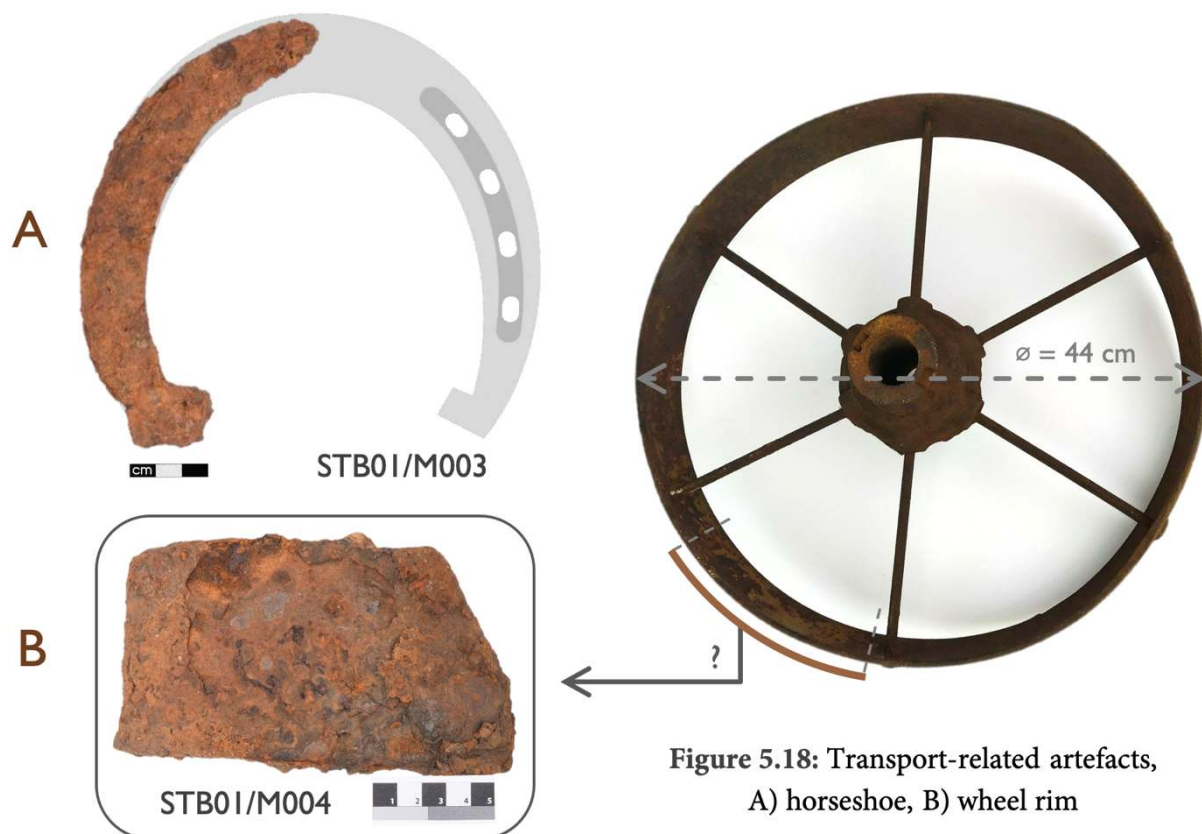 A
cm
STB01/M003
B
STB01/M004
1 2 3 4 5
ø = 44 cm
?
Figure 5.18: Transport-related artefacts,
A) horseshoe, B) wheel rim